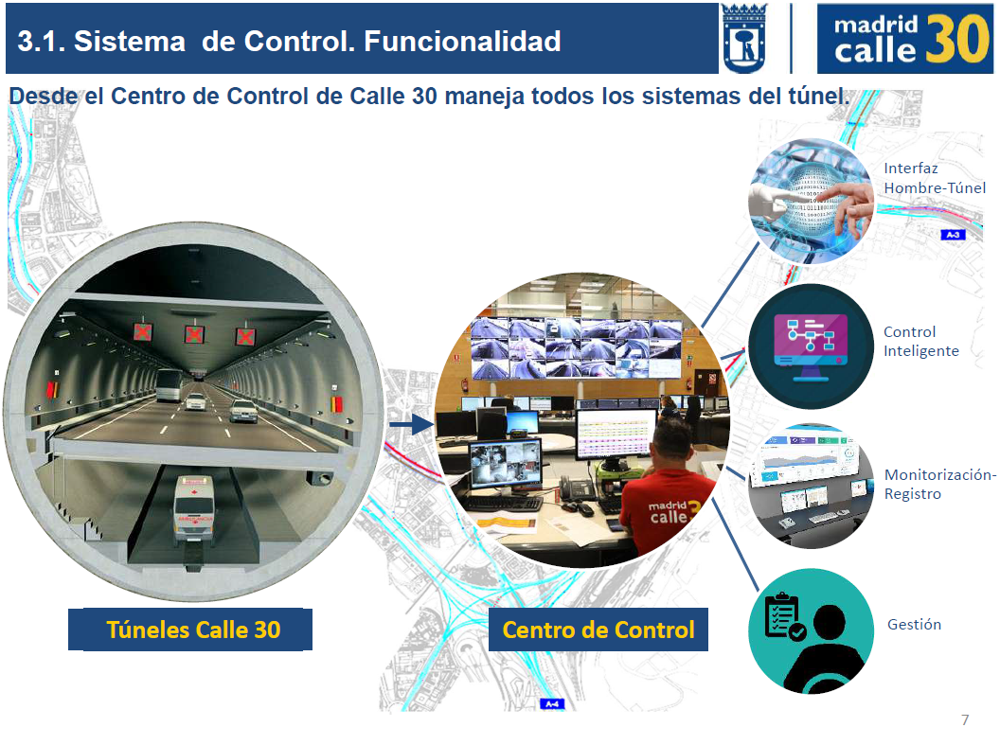 3.1. Sistema de Control. Funcionalidad
madrid
calle 30
Desde el Centro de Control de Calle 30 maneja todos los sistemas del túnel.
Interfaz
Hombre-Túnel
A-3
Control
Inteligente
Monitorización-
Registro
madrid
calle 3
AMBULANCIA
Túneles Calle 30
Centro de Control
Gestión
A-4
7